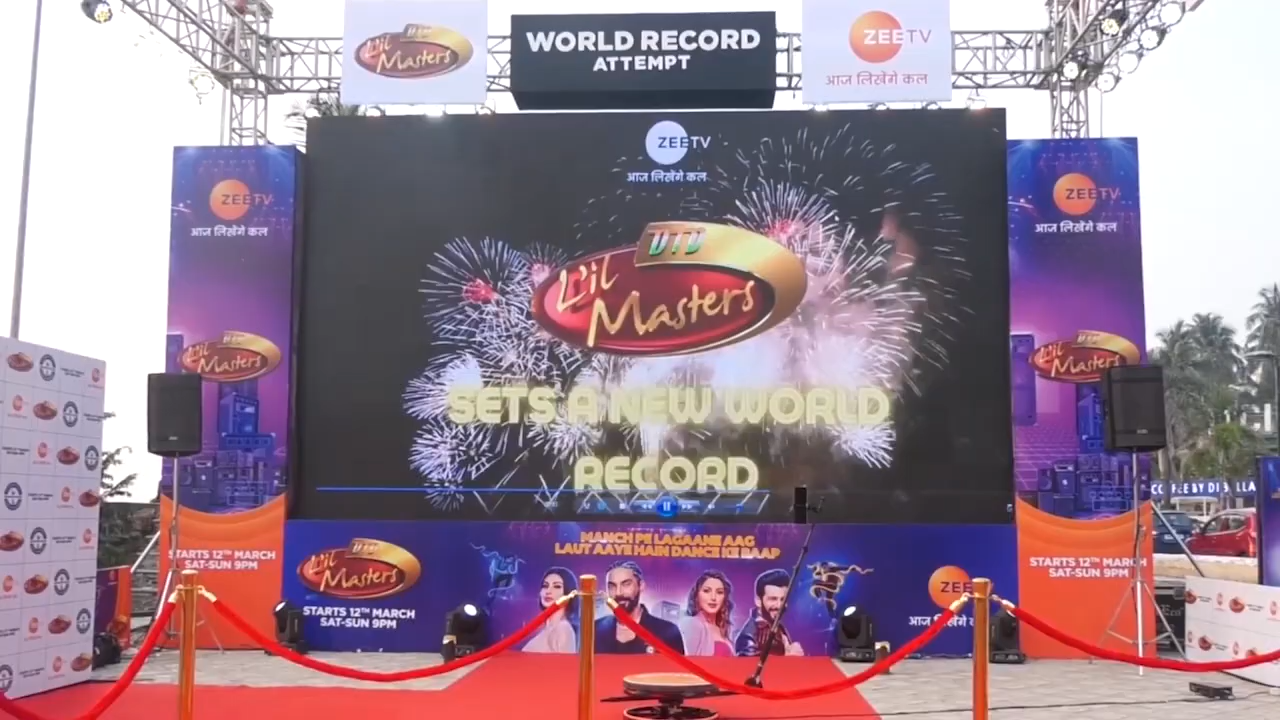 DID
L'il
Masters
WORLD RECORD
ATTEMPT
ZEE TV
आज लिखेंगे कल
ZEE TV
आज लिखेंगे कल
DID
L'il
Masters
SETS A NEW WORLD
RECORD
ZEE TV
आज लिखेंगे कल
DID
L'il
Masters
STARTS 12TH MARCH
SAT-SUN 9PM
ZEE TV
आज लिखेंगे कल
DID
L'il
Masters
STARTS 12TH MARCH
SAT-SUN 9PM
DID
L'il
Masters
STARTS 12TH MARCH
SAT-SUN 9PM
MANCH PE LAGAANE AAG
LAUT AAYE HAIN DANCE KE BAAP
ZEE
आज लिखेंगे क